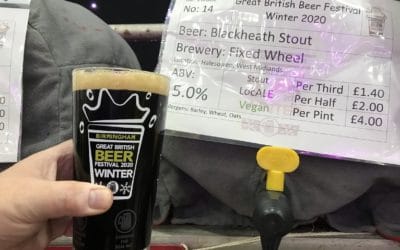 No: 14
Great British Beer Festival
Winter 2020
Beer: Blackheath Stout
Brewery: Fixed Wheel
Location: Halesowen, West Midlands
ABV:
5.0%
Stout
LocALE
Vegan
Per Third £1.40
Per Half £2.00
Per Pint £4.00
Allergens: Barley, Wheat, Oats
BIRMINGHAM
GREAT BRITISH
BEER
FESTIVAL 2020
WINTER